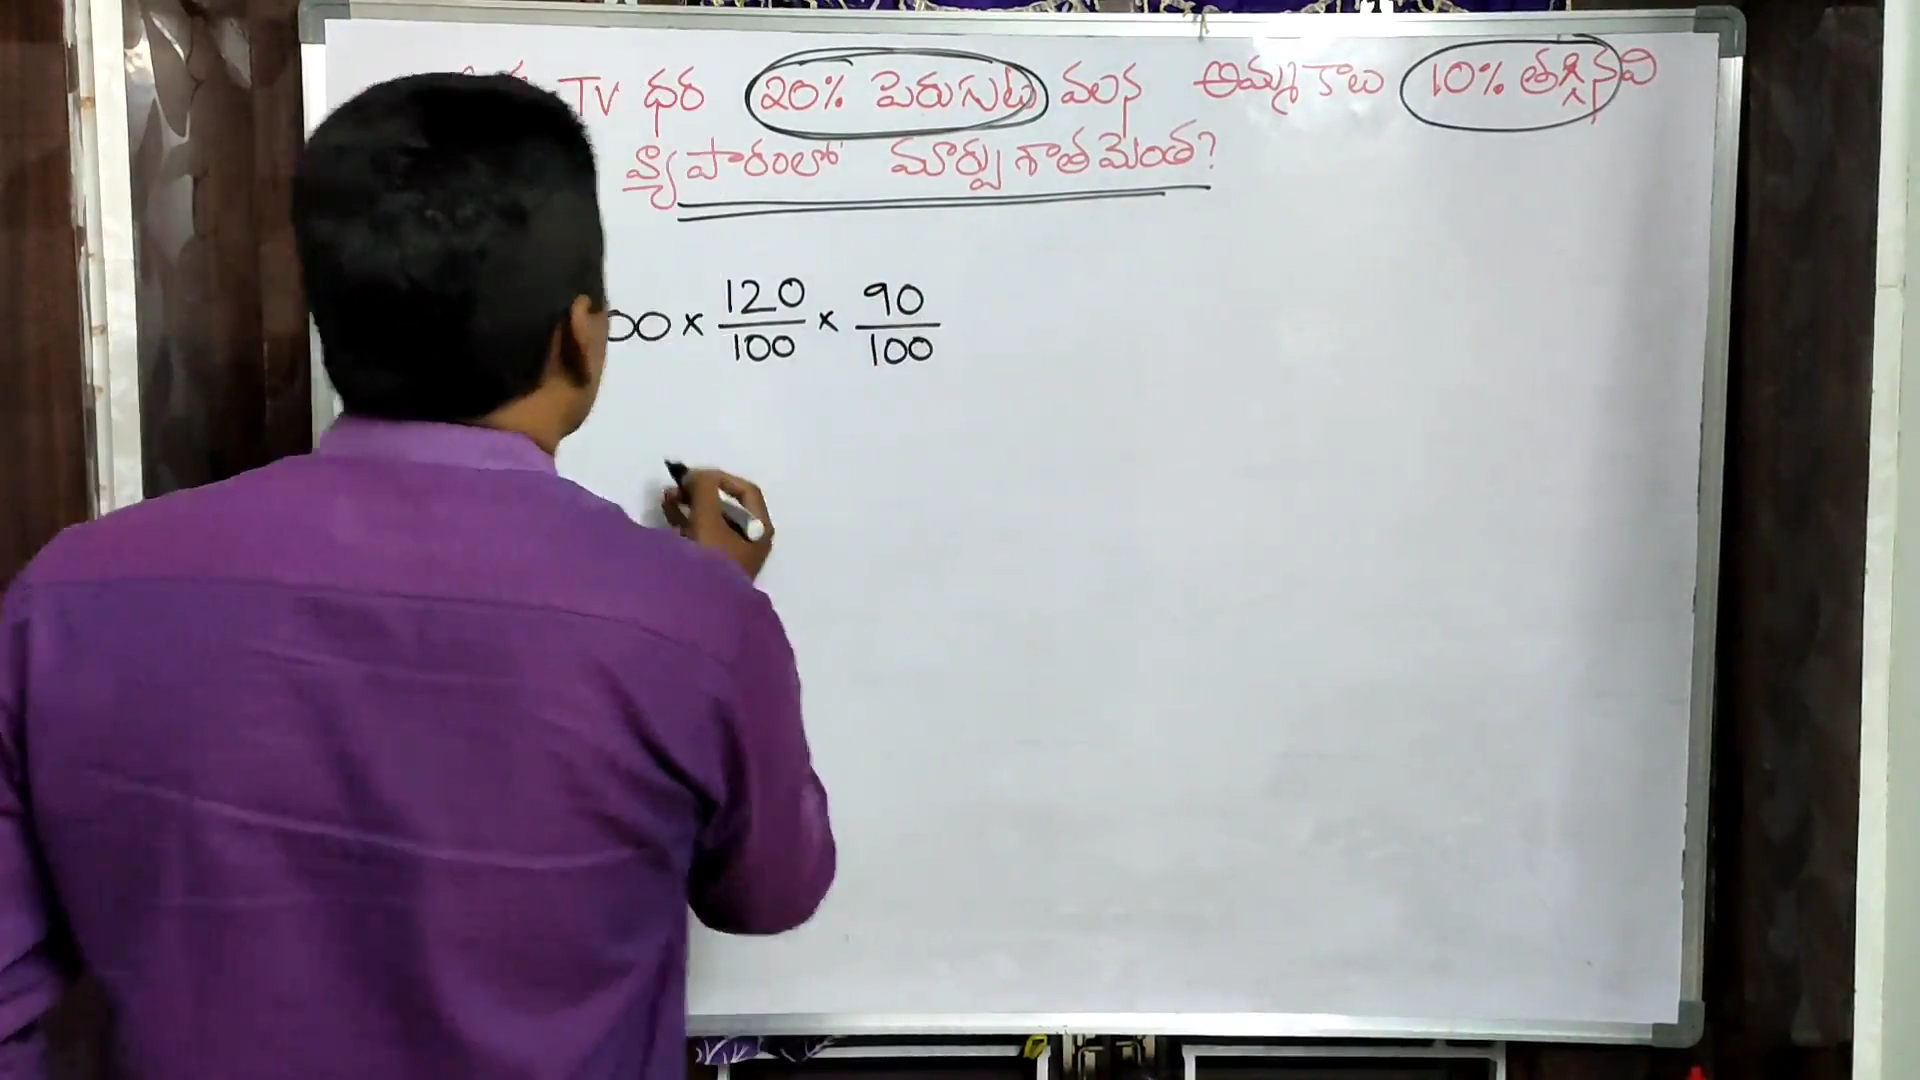 TV ధర 20% పెరుగుట వలన అమ్మకాలు 10% తగ్గినవి
వ్యాపారంలో మార్పు శాతమెంత?
00 × 120/100 × 90/100